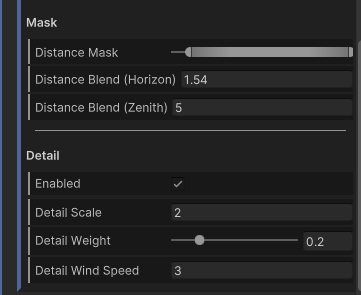 Mask
Distance Mask
Distance Blend (Horizon) 1.54
Distance Blend (Zenith) 5
Detail
Enabled
Detail Scale 2
Detail Weight 0.2
Detail Wind Speed 3